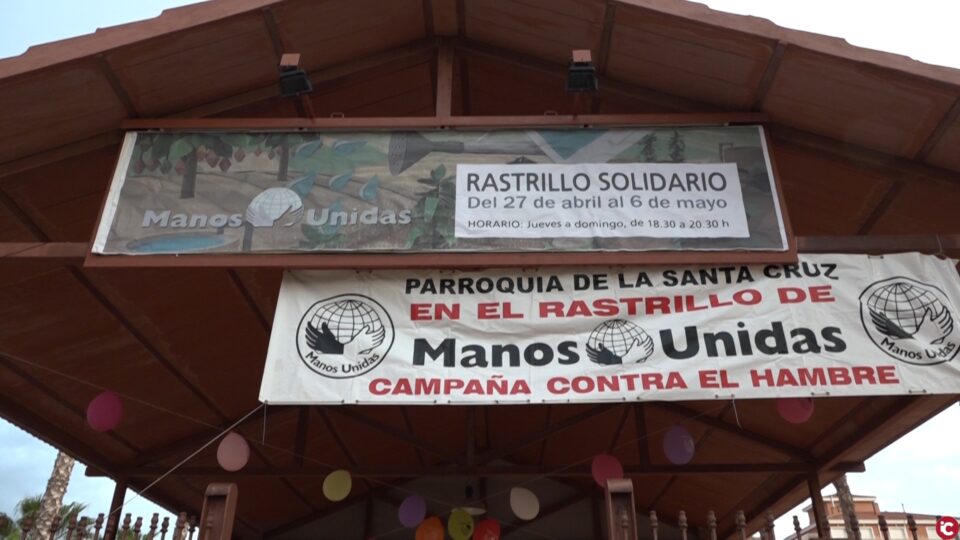 RASTRILLO SOLIDARIO
Del 27 de abril al 6 de mayo
HORARIO: Jueves a domingo, de 18.30 a 20.30 h
Manos Unidas
PARROQUIA DE LA SANTA CRUZ
EN EL RASTRILLO DE
Manos Unidas
CAMPAÑA CONTRA EL HAMBRE
Manos Unidas
Manos Unidas
iC